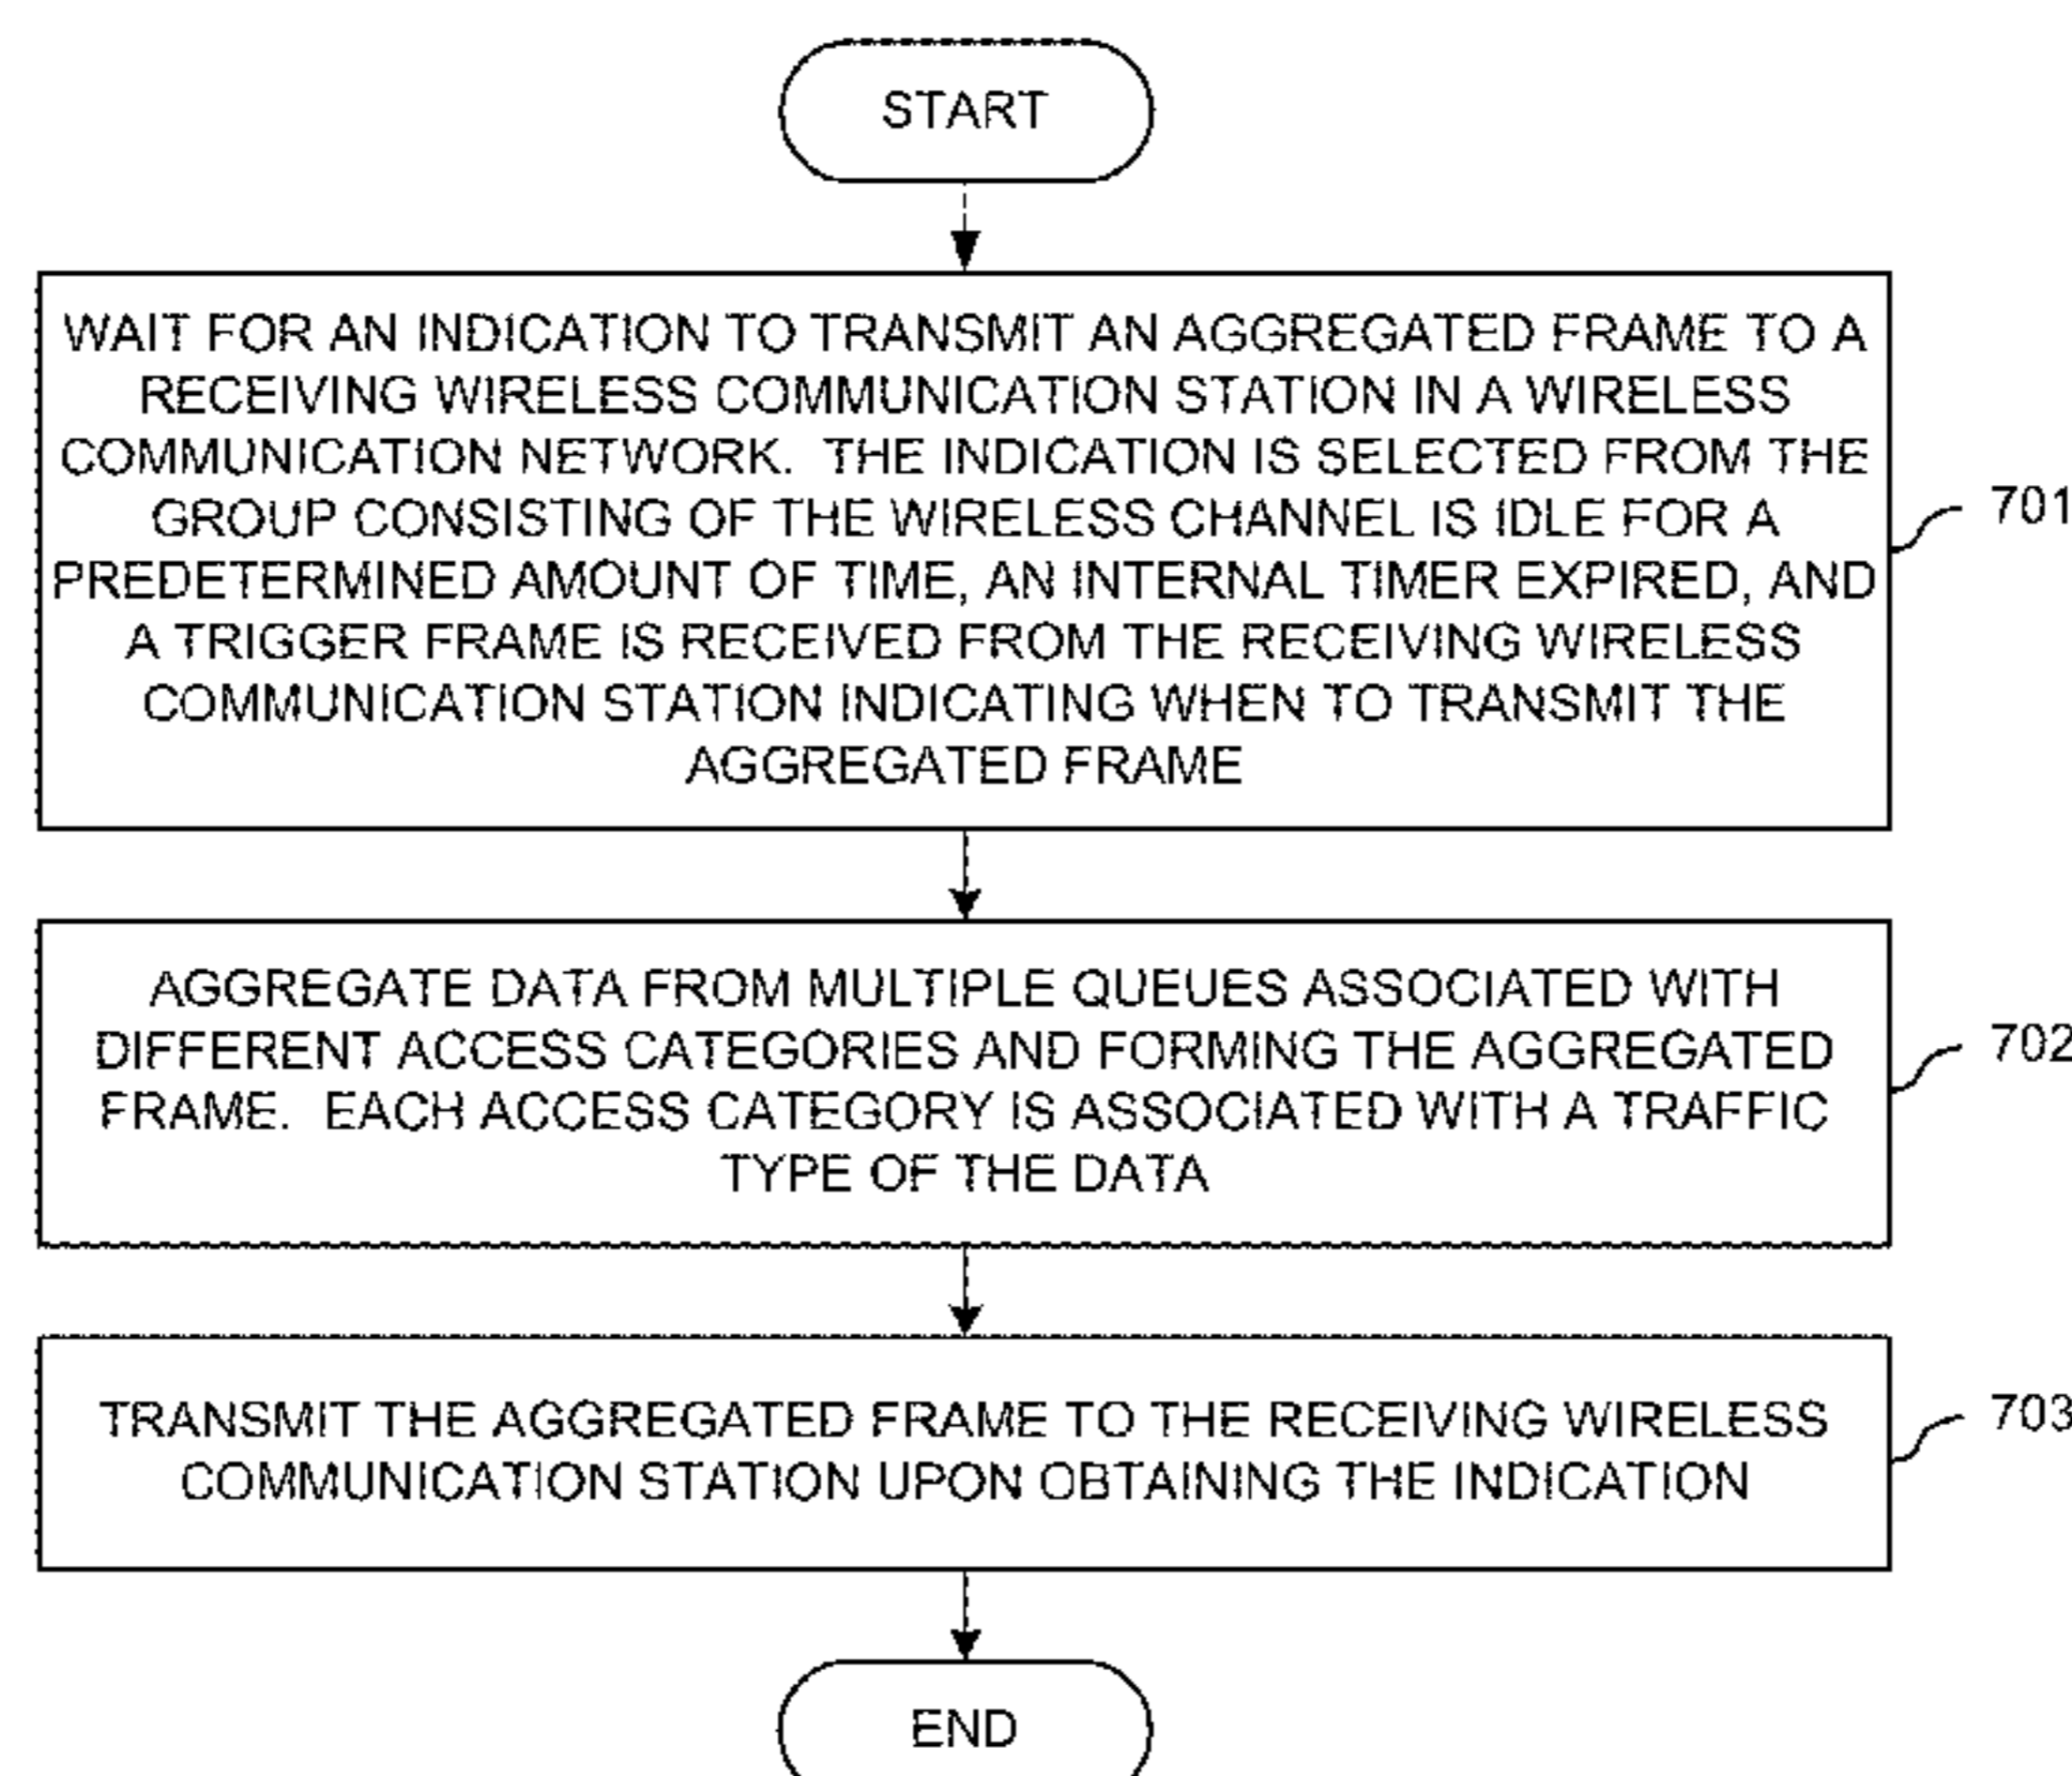 START
WAIT FOR AN INDICATION TO TRANSMIT AN AGGREGATED FRAME TO A
RECEIVING WIRELESS COMMUNICATION STATION IN A WIRELESS
COMMUNICATION NETWORK. THE INDICATION IS SELECTED FROM THE
GROUP CONSISTING OF THE WIRELESS CHANNEL IS IDLE FOR A
PREDETERMINED AMOUNT OF TIME, AN INTERNAL TIMER EXPIRED, AND
A TRIGGER FRAME IS RECEIVED FROM THE RECEIVING WIRELESS
COMMUNICATION STATION INDICATING WHEN TO TRANSMIT THE
AGGREGATED FRAME
701
AGGREGATE DATA FROM MULTIPLE QUEUES ASSOCIATED WITH
DIFFERENT ACCESS CATEGORIES AND FORMING THE AGGREGATED
FRAME. EACH ACCESS CATEGORY IS ASSOCIATED WITH A TRAFFIC
TYPE OF THE DATA
702
TRANSMIT THE AGGREGATED FRAME TO THE RECEIVING WIRELESS
COMMUNICATION STATION UPON OBTAINING THE INDICATION
703
END